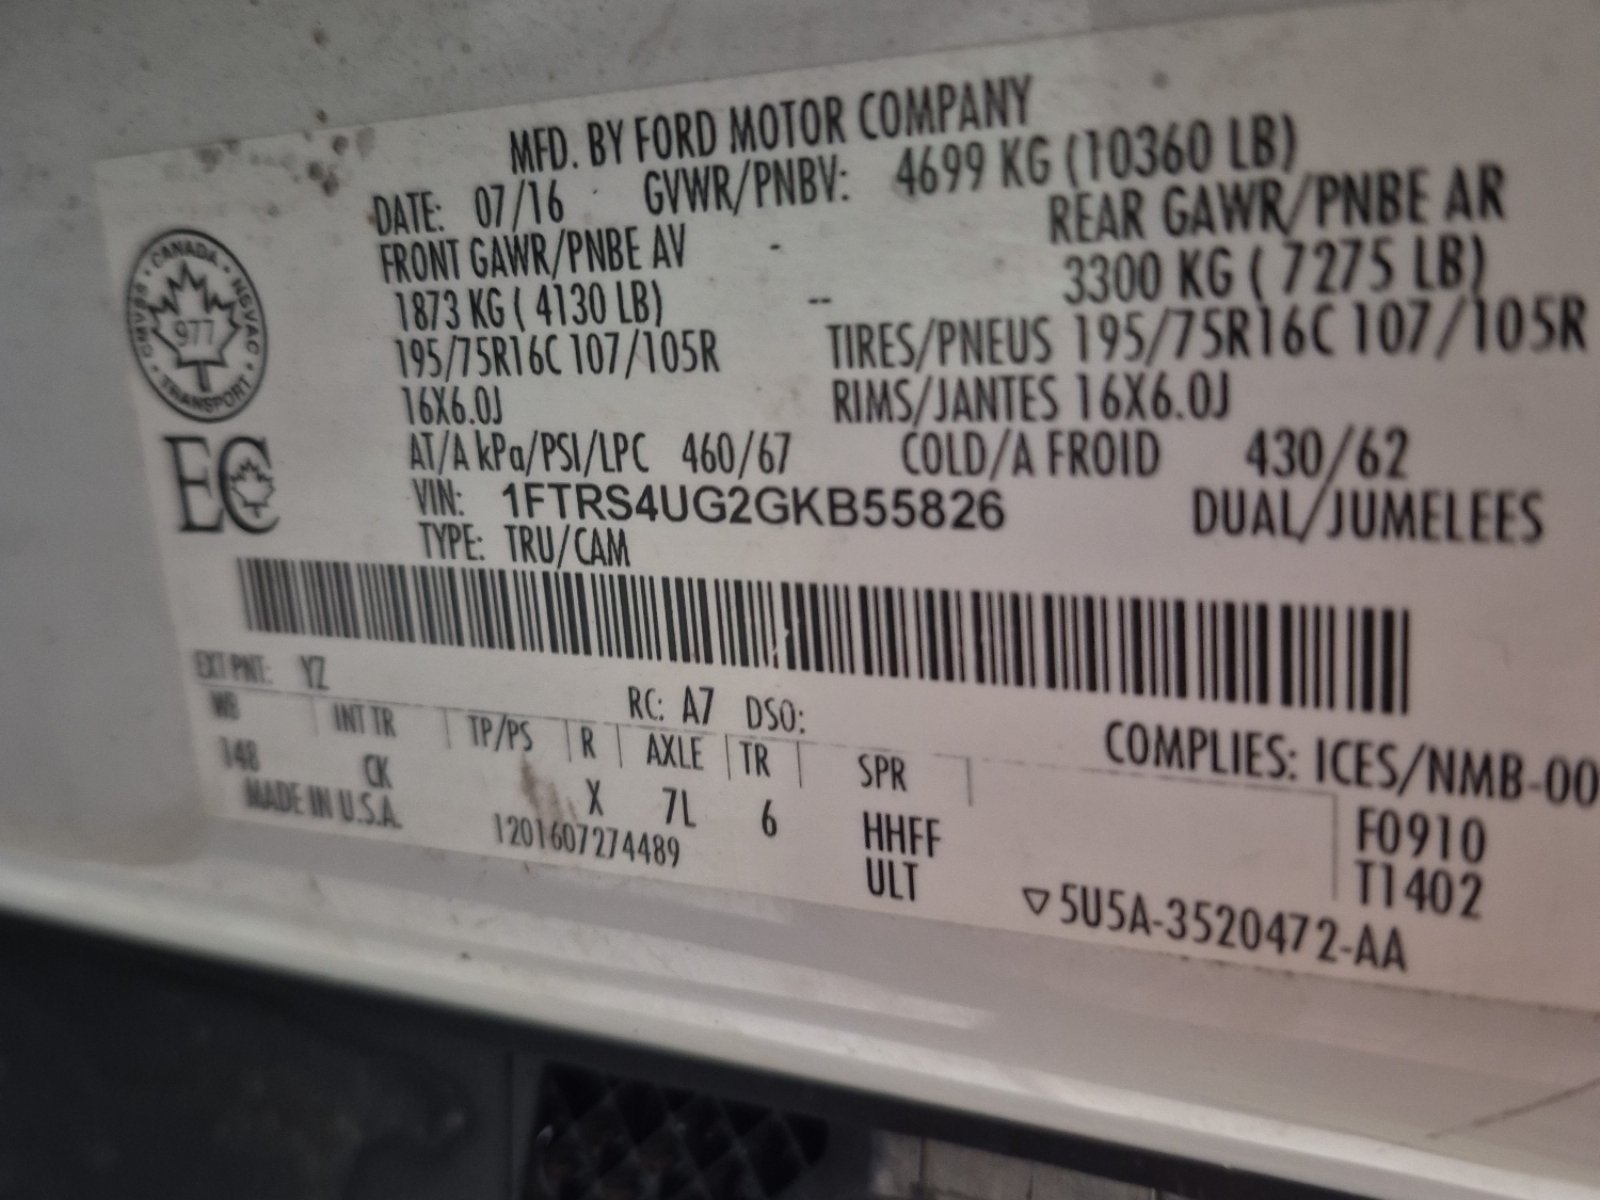 MFD. BY FORD MOTOR COMPANY
DATE: 07/16 GVWR/PNBV: 4699 KG (10360 LB)
FRONT GAWR/PNBE AV - REAR GAWR/PNBE AR
1873 KG ( 4130 LB) -- 3300 KG ( 7275 LB)
195/75R16C 107/105R TIRES/PNEUS 195/75R16C 107/105R
16X6.0J RIMS/JANTES 16X6.0J
AT/A kPa/PSI/LPC 460/67 COLD/A FROID 430/62
VIN: 1FTRS4UG2GKB55826 DUAL/JUMELEES
TYPE: TRU/CAM
CANADA · NSVAC · TRANSPORT · CMVAR
977
EC
EXT PNT: YZ RC: A7 DSO:
WB INT TR TP/PS R AXLE TR SPR COMPLIES: ICES/NMB-00
148 CK X 7L 6 HHFF F0910
MADE IN U.S.A. 1201607274489 ULT T1402
5U5A-3520472-AA